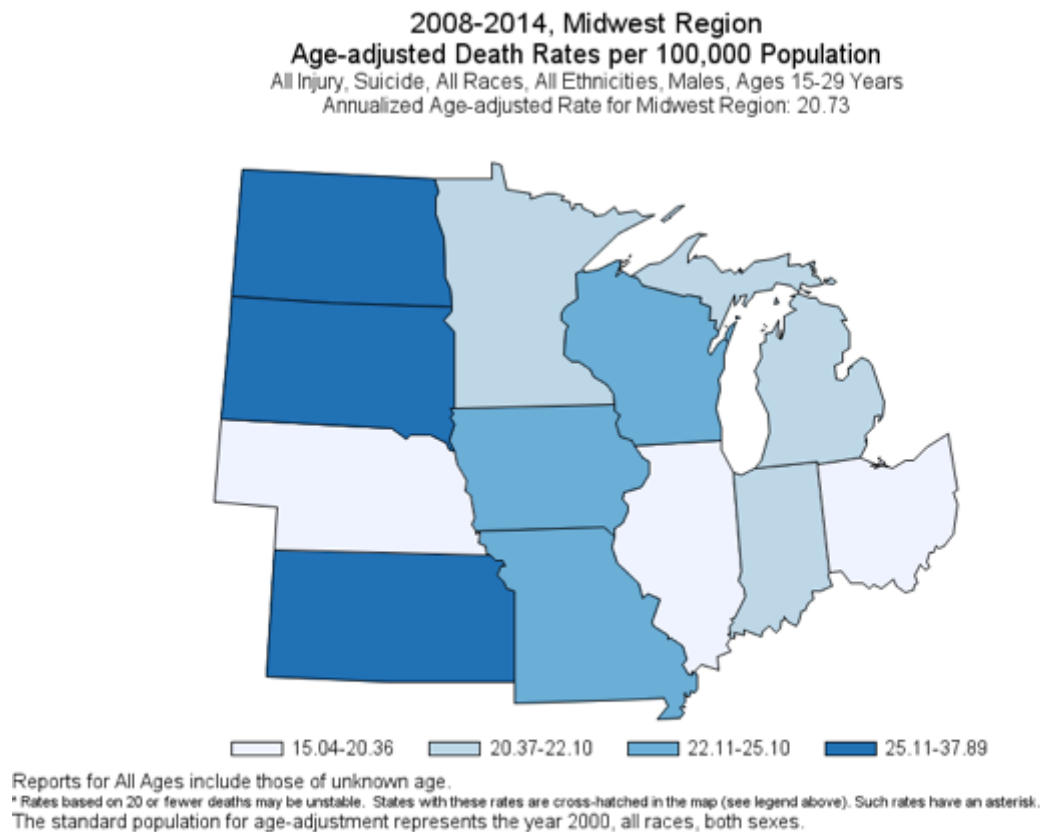 2008-2014, Midwest Region
Age-adjusted Death Rates per 100,000 Population
All Injury, Suicide, All Races, All Ethnicities, Males, Ages 15-29 Years
Annualized Age-adjusted Rate for Midwest Region: 20.73
15.04-20.36 20.37-22.10 22.11-25.10 25.11-37.89
Reports for All Ages include those of unknown age.
* Rates based on 20 or fewer deaths may be unstable. States with these rates are cross-hatched in the map (see legend above). Such rates have an asterisk.
The standard population for age-adjustment represents the year 2000, all races, both sexes.